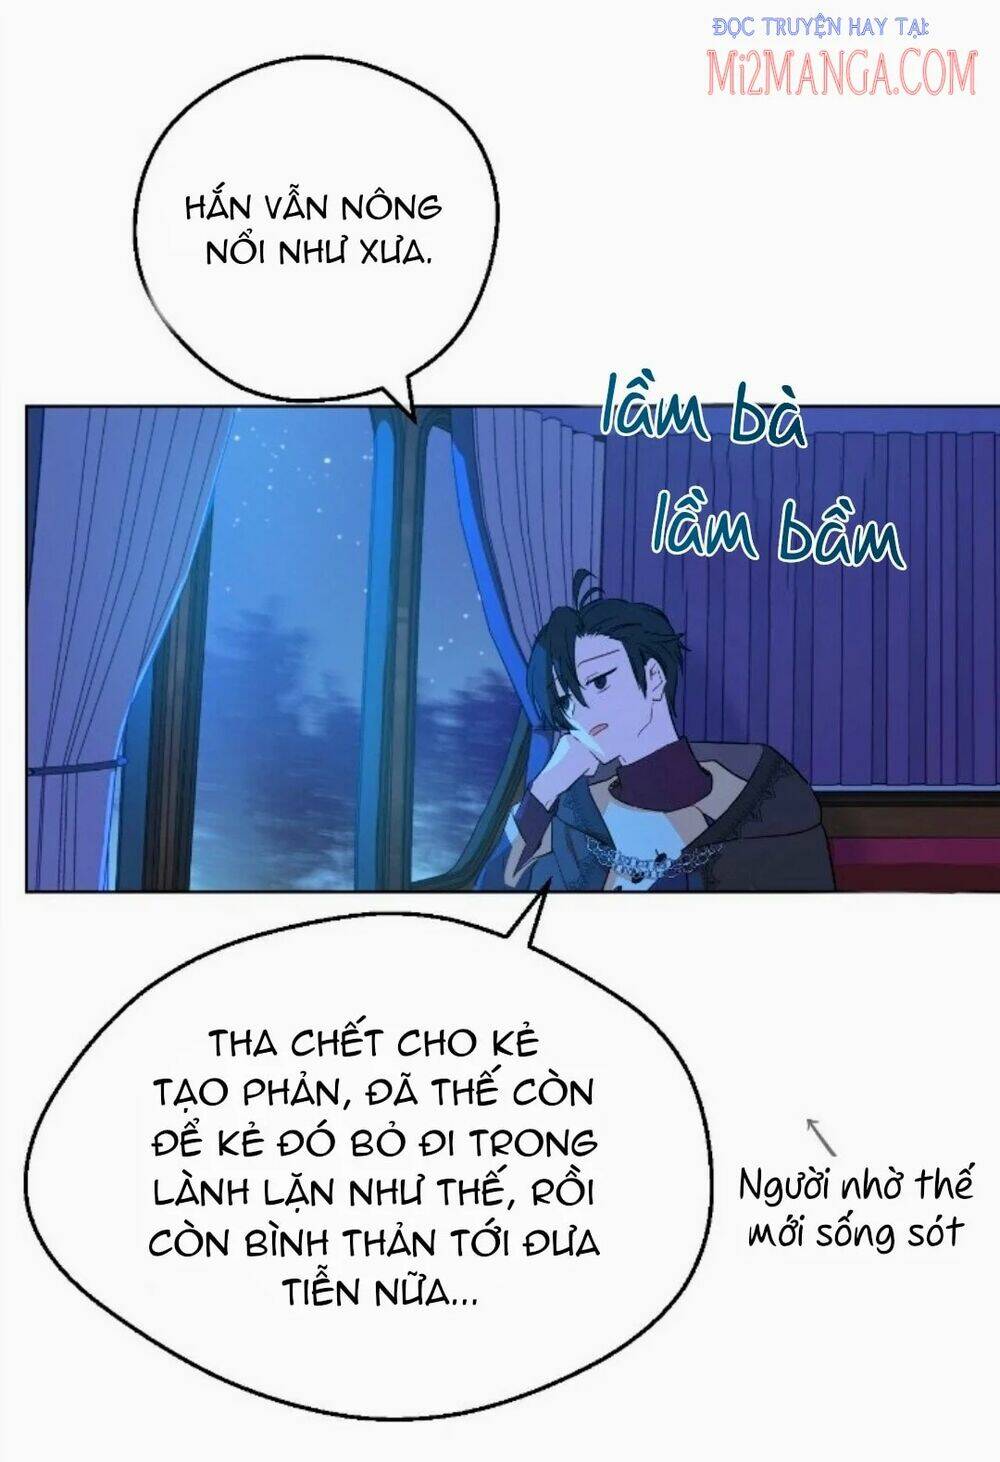 ĐỌC TRUYỆN HAY TẠI:
Mi2MANGA.COM
HẮN VẪN NÔNG
NỔI NHƯ XƯA.
lầm bà
lầm bầm
THA CHẾT CHO KẺ
TẠO PHẢN, ĐÃ THẾ CÒN
ĐỂ KẺ ĐÓ BỎ ĐI TRONG
LÀNH LẶN NHƯ THẾ, RỒI
CÒN BÌNH THẢN TỚI ĐƯA
TIỄN NỮA...
Người nhờ thế
mới sống sót